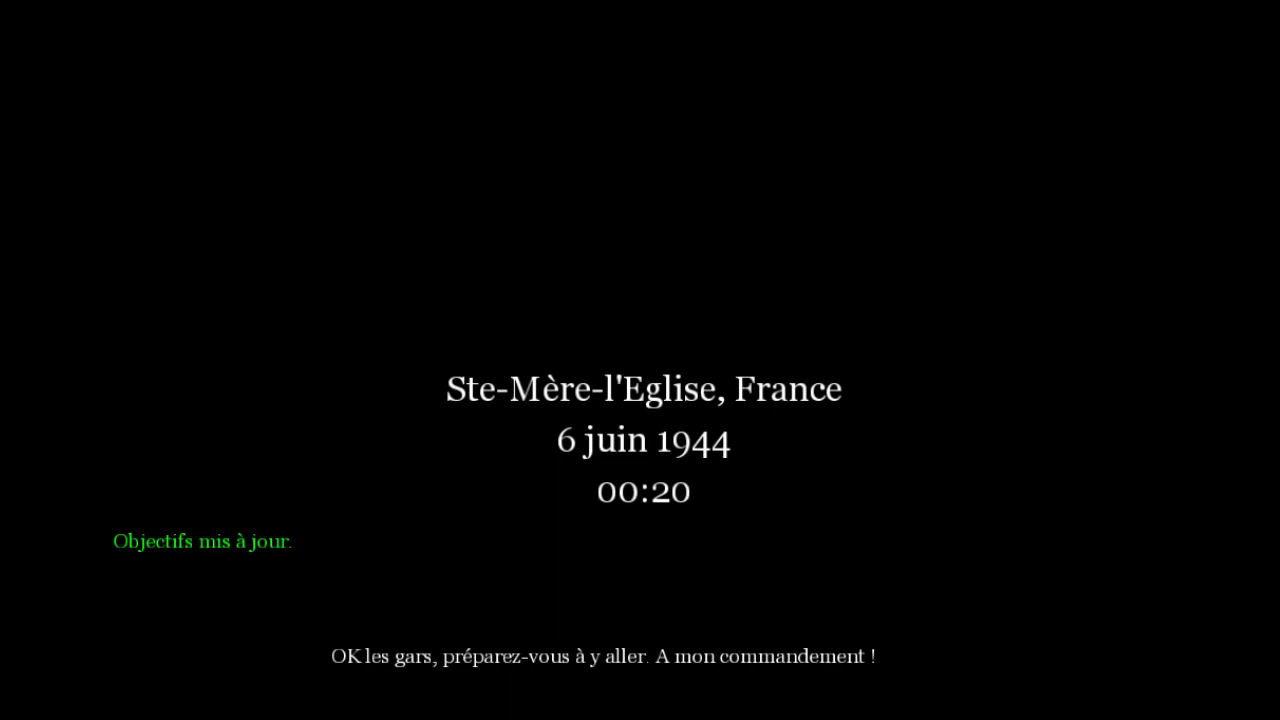 Ste-Mère-l'Eglise, France
6 juin 1944
00:20
Objectifs mis à jour.
OK les gars, préparez-vous à y aller. A mon commandement !